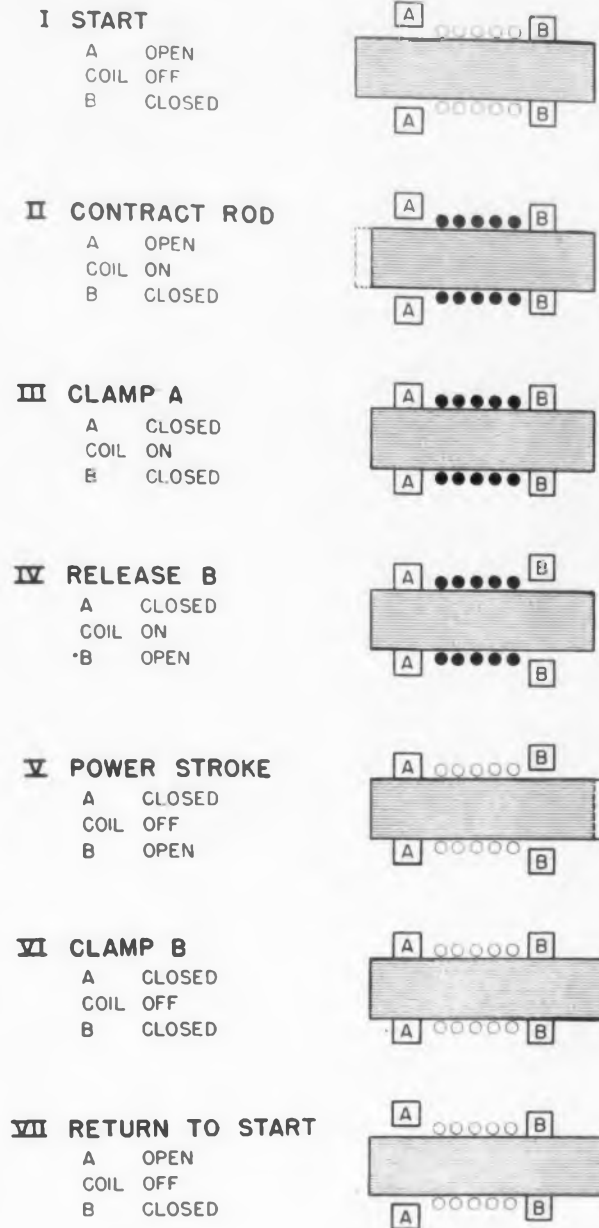 I START
A OPEN
COIL OFF
B CLOSED
A B
A B
II CONTRACT ROD
A OPEN
COIL ON
B CLOSED
A B
A B
III CLAMP A
A CLOSED
COIL ON
B CLOSED
A B
A B
IV RELEASE B
A CLOSED
COIL ON
B OPEN
A B
A B
V POWER STROKE
A CLOSED
COIL OFF
B OPEN
A B
A B
VI CLAMP B
A CLOSED
COIL OFF
B CLOSED
A B
A B
VII RETURN TO START
A OPEN
COIL OFF
B CLOSED
A B
A B